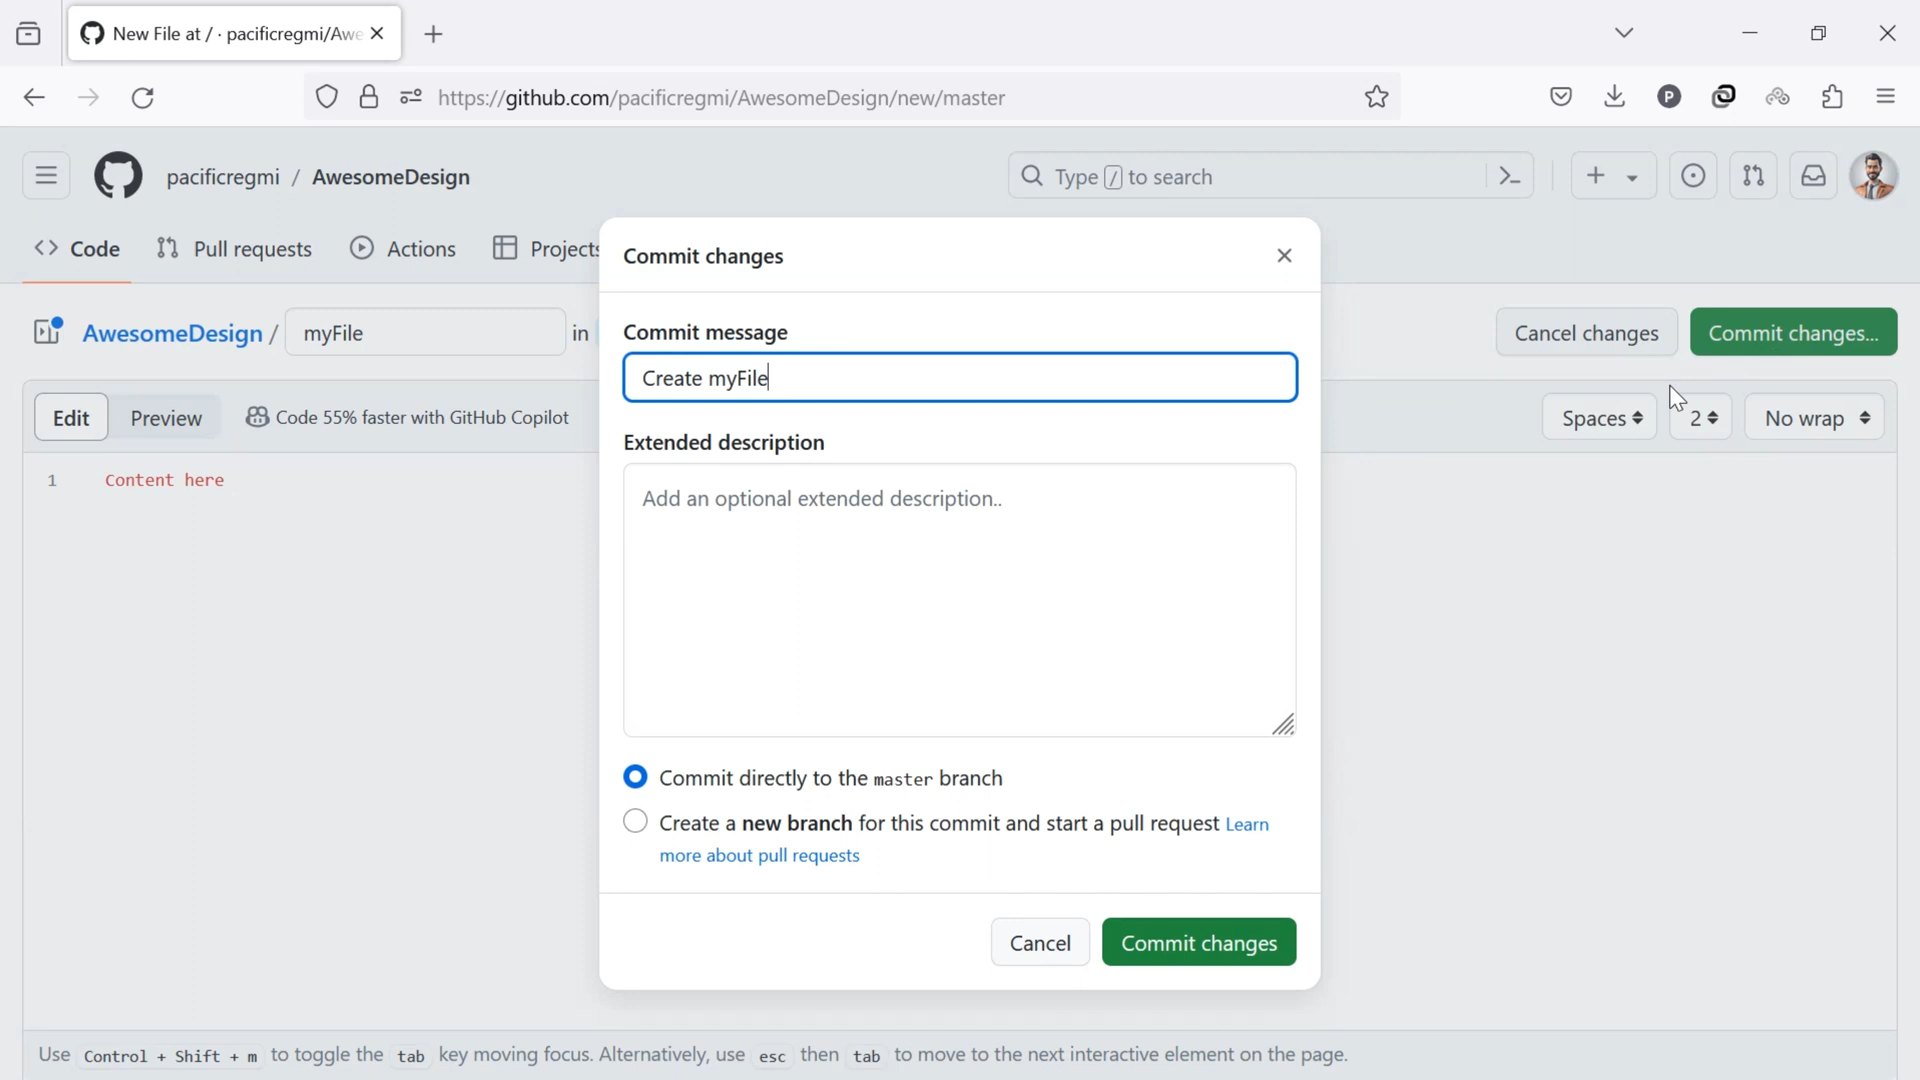 New File at / · pacificregmi/Awe
https://github.com/pacificregmi/AwesomeDesign/new/master
P
pacificregmi / AwesomeDesign
Type / to search
Code Pull requests Actions Projects
Commit changes
AwesomeDesign / myFile in
Cancel changes Commit changes...
Commit message
Create myFile
Edit Preview Code 55% faster with GitHub Copilot
Spaces 2 No wrap
Extended description
1 Content here
Add an optional extended description..
Commit directly to the master branch
Create a new branch for this commit and start a pull request Learn
more about pull requests
Cancel Commit changes
Use Control + Shift + m to toggle the tab key moving focus. Alternatively, use esc then tab to move to the next interactive element on the page.